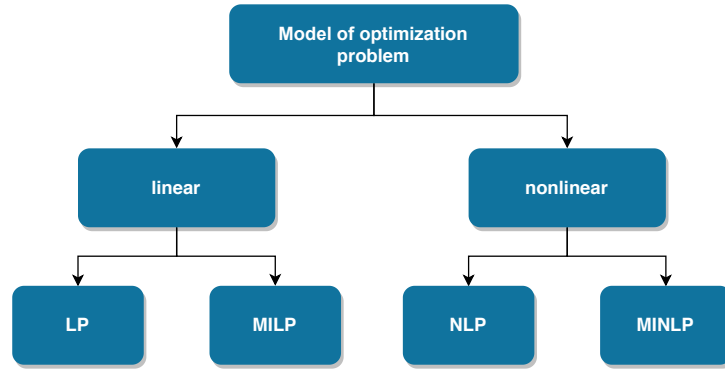 Model of optimization
problem
linear
nonlinear
LP
MILP
NLP
MINLP